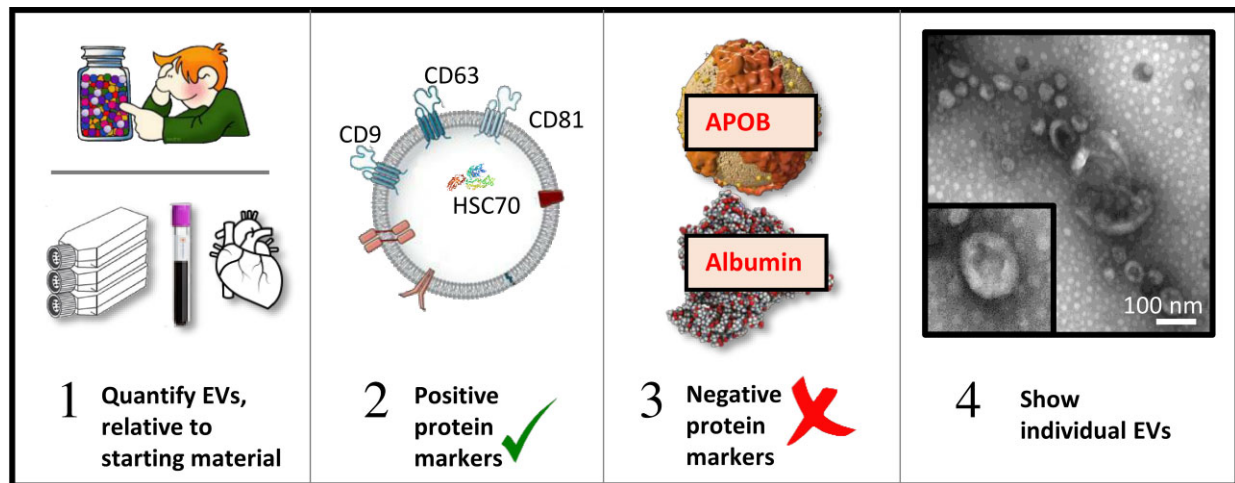 CD63
CD9
CD81
HSC70
APOB
Albumin
100 nm
1 Quantify EVs,
relative to
starting material
2 Positive
protein
markers
3 Negative
protein
markers
4 Show
individual EVs